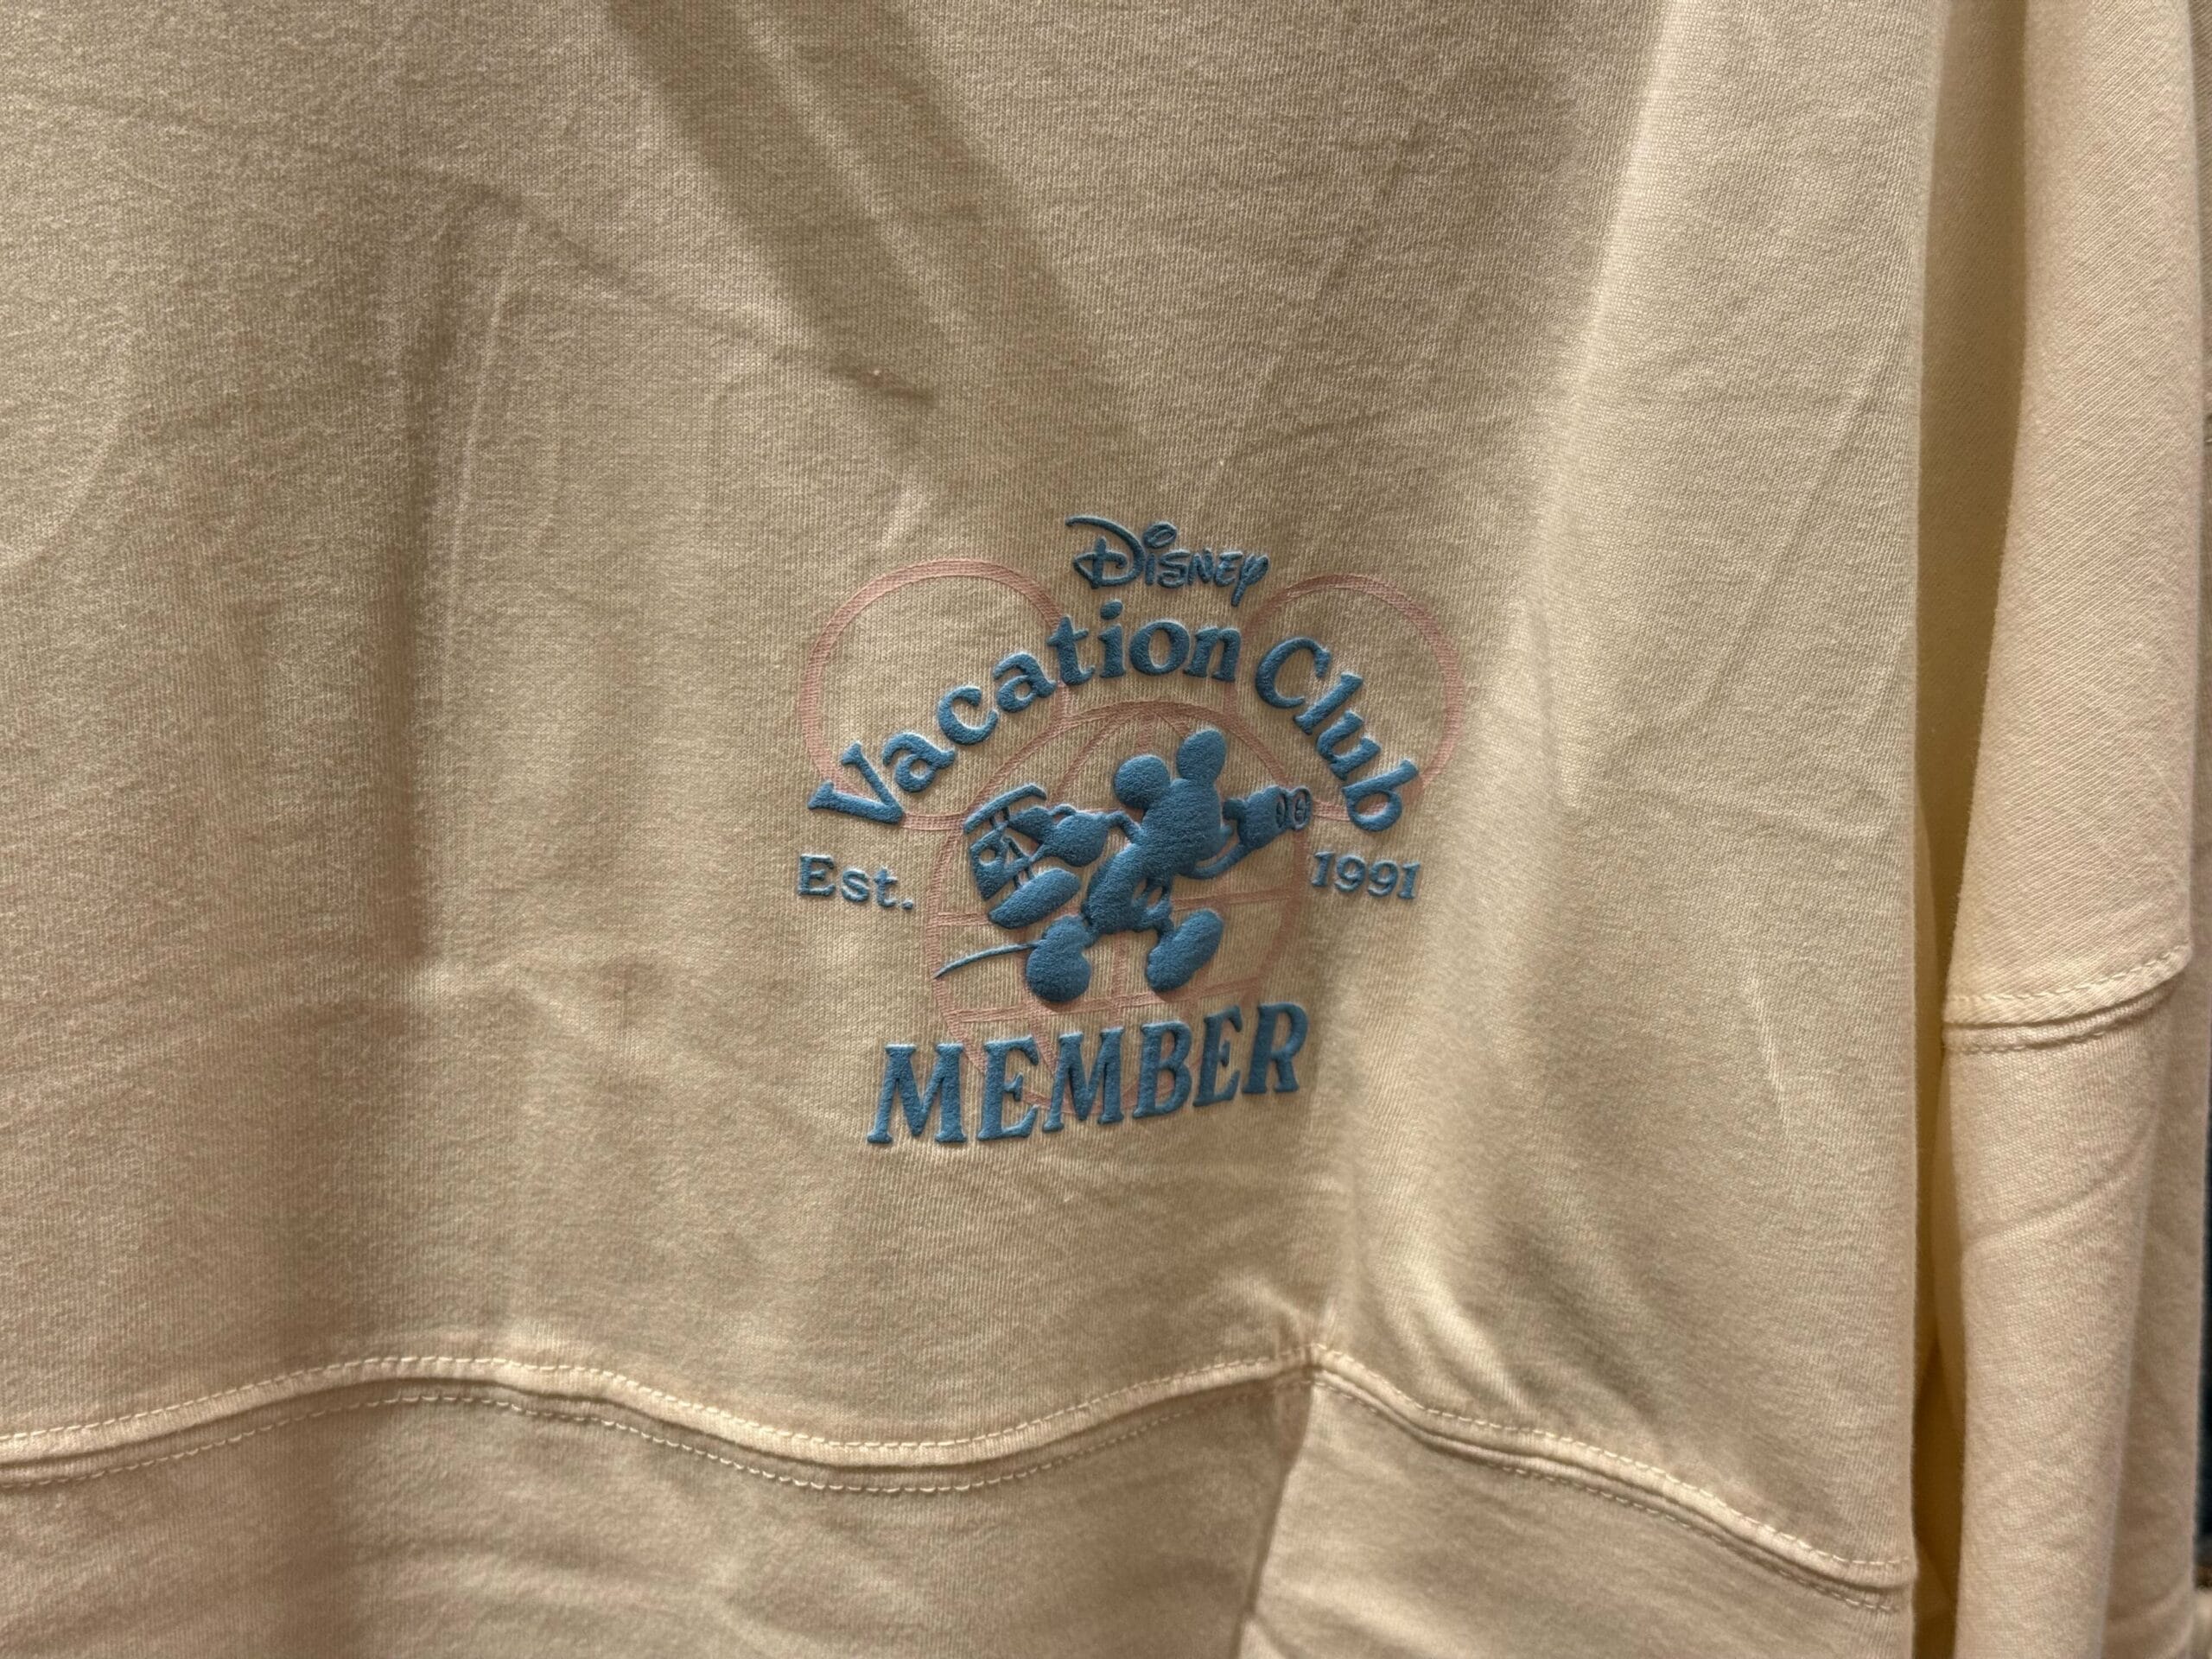 Disney
Vacation Club
Est. 1991
MEMBER